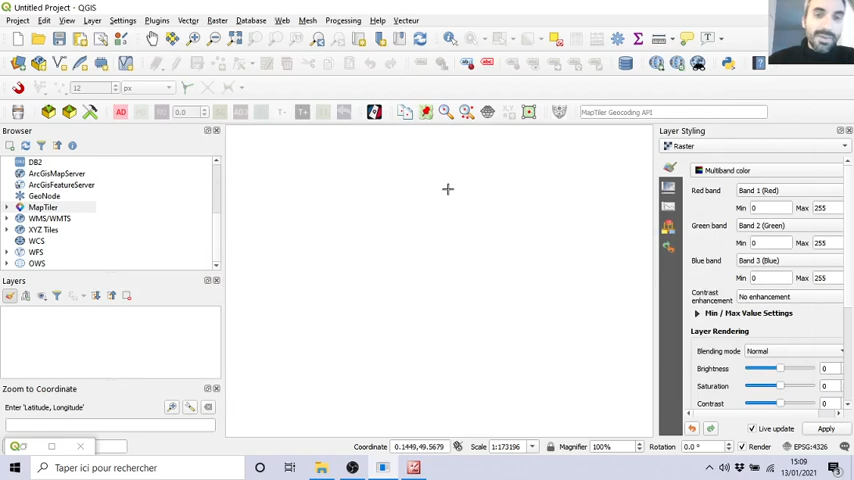 Untitled Project - QGIS
Project Edit View Layer Settings Plugins Vector Raster Database Web Mesh Processing Help Vecteur
12 px
AD 0.0 MapTiler Geocoding API
Browser
DB2
ArcGisMapServer
ArcGisFeatureServer
GeoNode
MapTiler
WMS/WMTS
XYZ Tiles
WCS
WFS
OWS
Layers
Zoom to Coordinate
Enter 'Latitude, Longitude'
Layer Styling
Raster
Multiband color
Red band Band 1 (Red)
Min 0 Max 255
Green band Band 2 (Green)
Min 0 Max 255
Blue band Band 3 (Blue)
Min 0 Max 255
Contrast enhancement No enhancement
Min / Max Value Settings
Layer Rendering
Blending mode Normal
Brightness 0
Saturation 0
Contrast 0
Live update Apply
Coordinate 0.1449,49.5679 Scale 1:173196 Magnifier 100% Rotation 0.0 ° Render EPSG:4326
Taper ici pour rechercher
15:09
13/01/2021
3